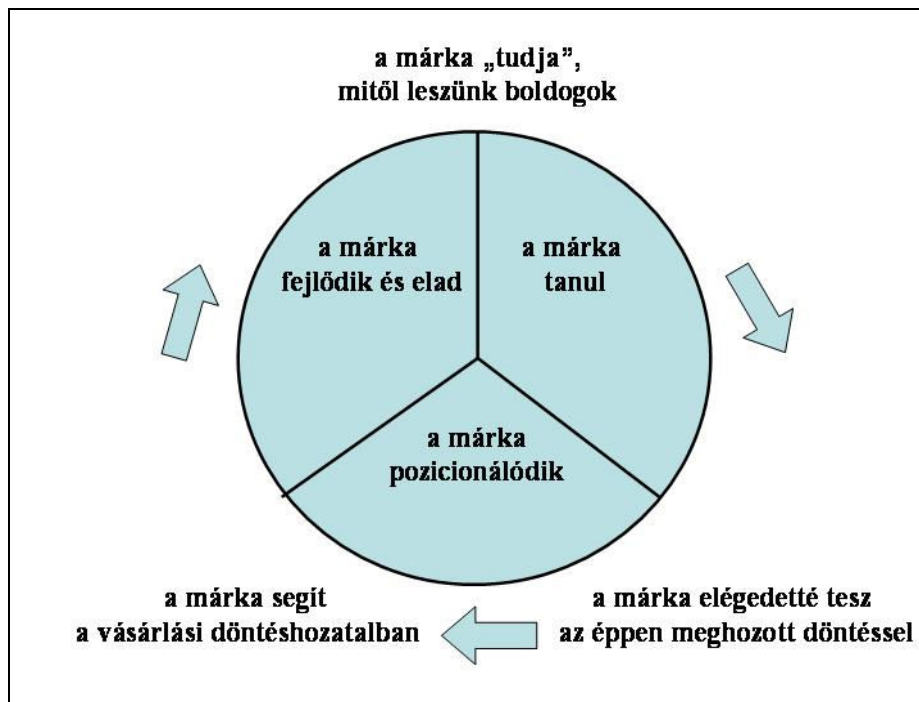 a márka „tudja”,
mitől leszünk boldogok
a márka
fejlődik és elad
a márka
tanul
a márka
pozicionálódik
a márka segít
a vásárlási döntéshozatalban
a márka elégedetté tesz
az éppen meghozott döntéssel